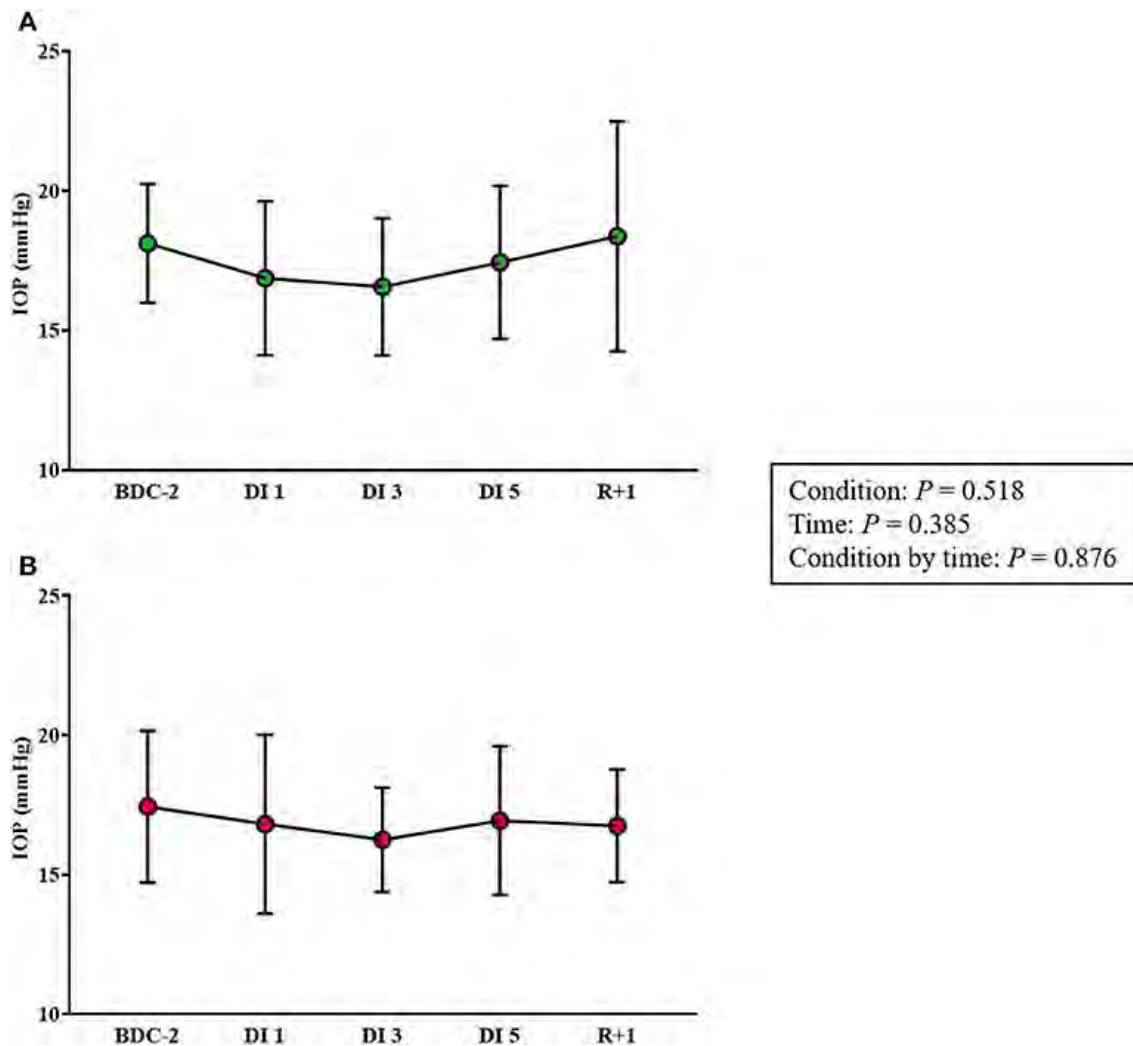 A
25
20
15
10
IOP (mmHg)
BDC-2 DI 1 DI 3 DI 5 R+1
Condition: P = 0.518
Time: P = 0.385
Condition by time: P = 0.876
B
25
20
15
10
IOP (mmHg)
BDC-2 DI 1 DI 3 DI 5 R+1